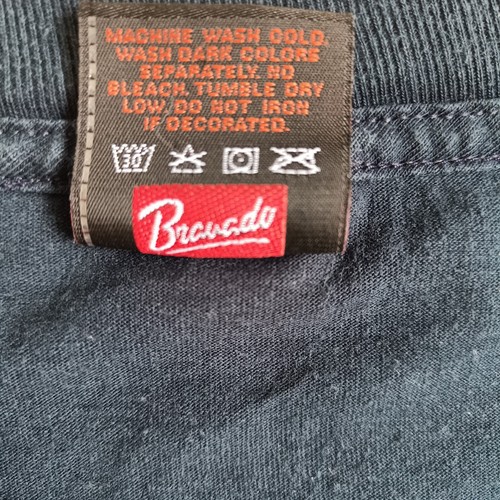 MACHINE WASH COLD.
WASH DARK COLORS
SEPARATELY. NO
BLEACH. TUMBLE DRY
LOW. DO NOT IRON
IF DECORATED.
30
Bravado